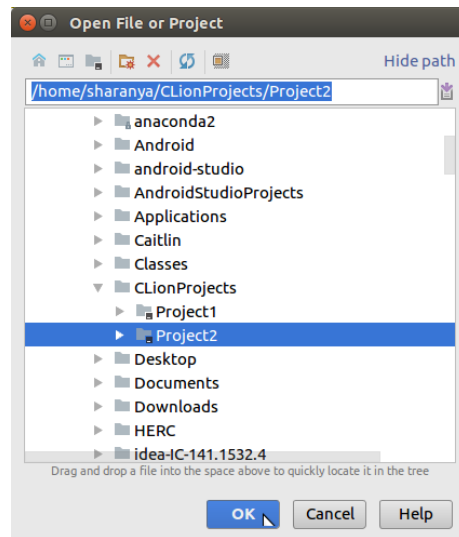 Open File or Project
Hide path
/home/sharanya/CLionProjects/Project2
anaconda2
Android
android-studio
AndroidStudioProjects
Applications
Caitlin
Classes
CLionProjects
Project1
Project2
Desktop
Documents
Downloads
HERC
idea-IC-141.1532.4
Drag and drop a file into the space above to quickly locate it in the tree
OK
Cancel
Help